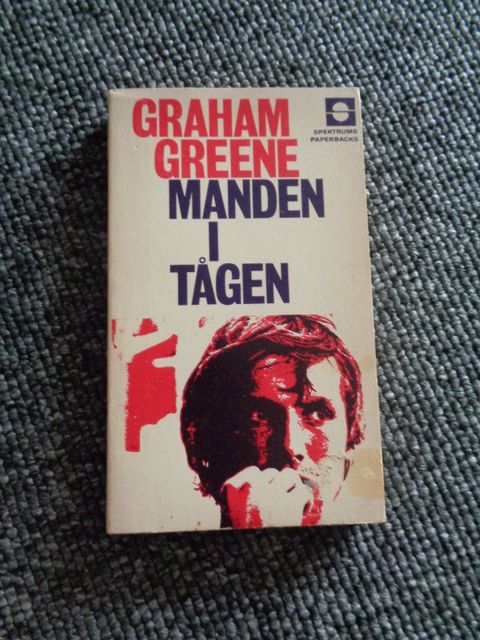 GRAHAM
GREENE
MANDEN
I
TÅGEN
SPEKTRUMS
PAPERBACKS